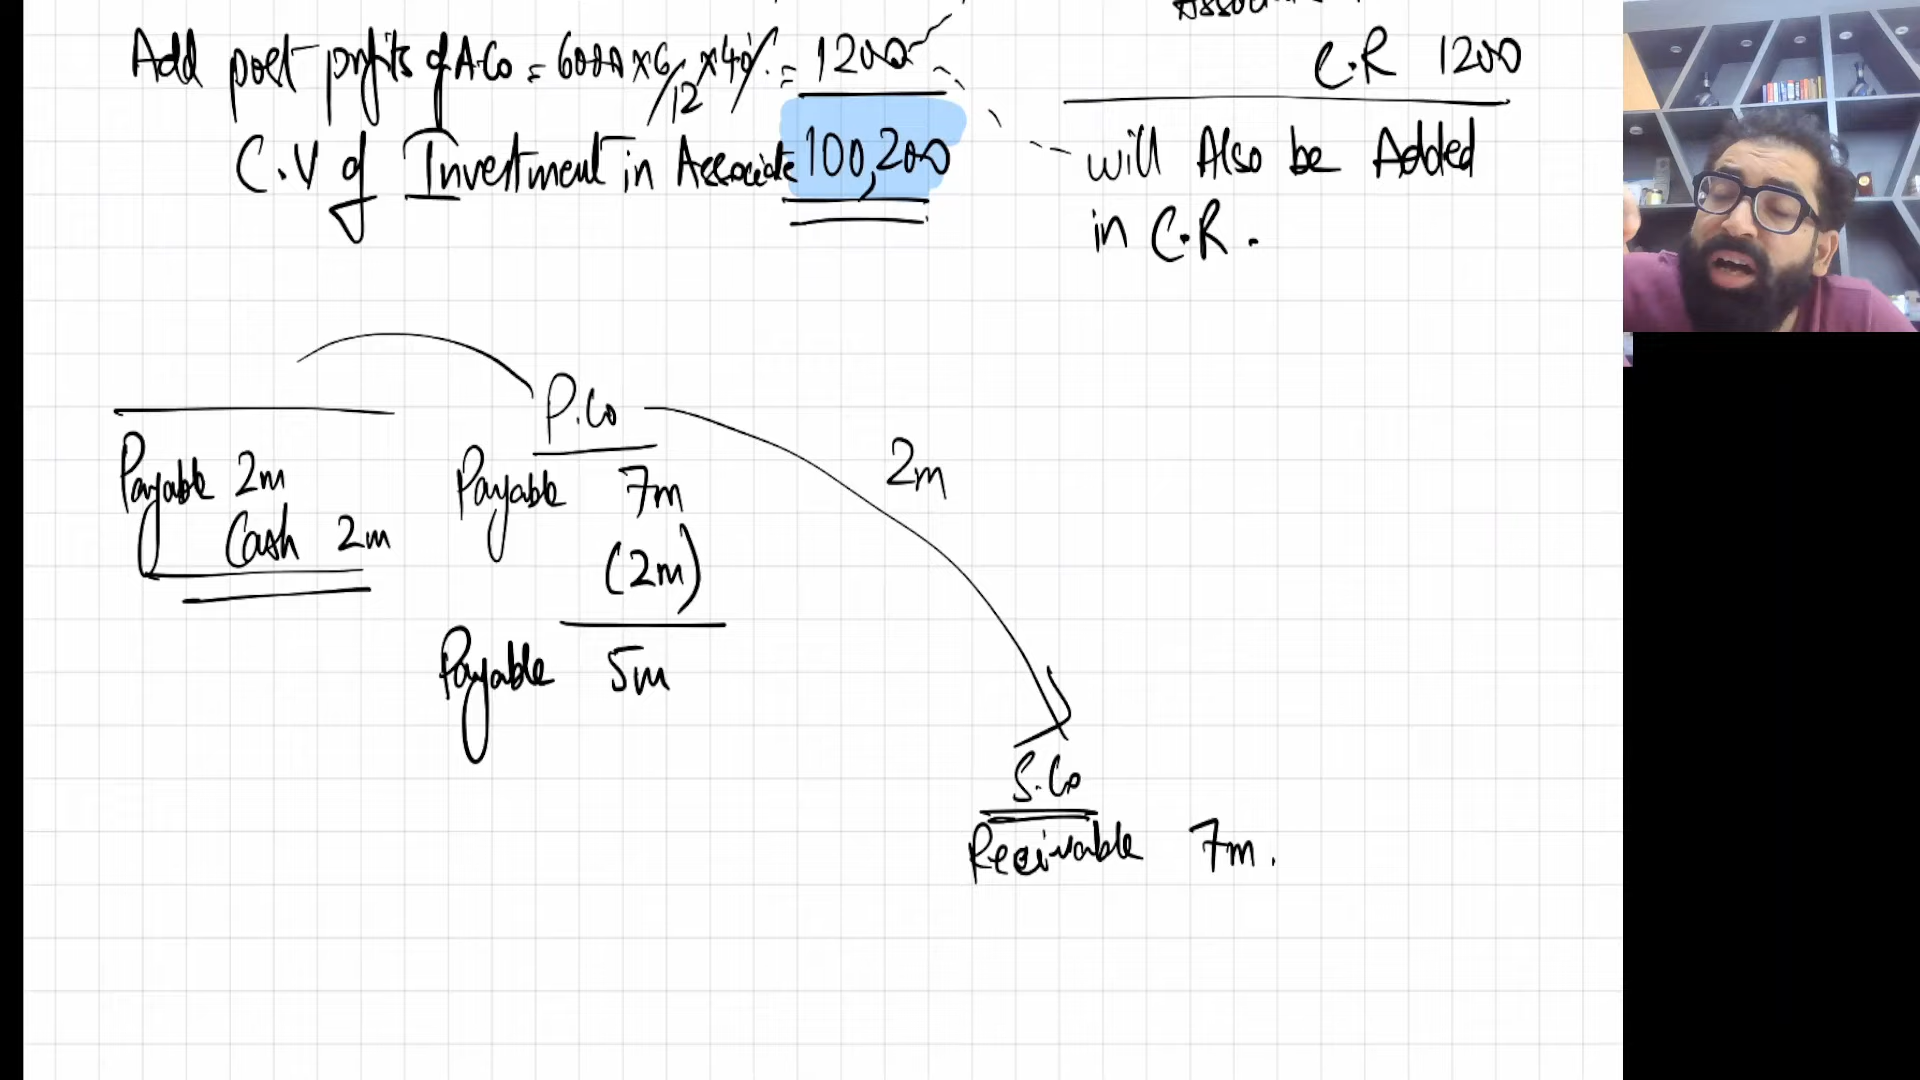 Associate
Add post profits of A.Co = 6000 x 6/12 x 40% = 1200
C.R 1200
C.V of Investment in Associate 100,200
will Also be Added
in C.R.
P.Co
Payable 2m
Cash 2m
Payable 7m
(2m)
Payable 5m
2m
S.Co
Receivable 7m.